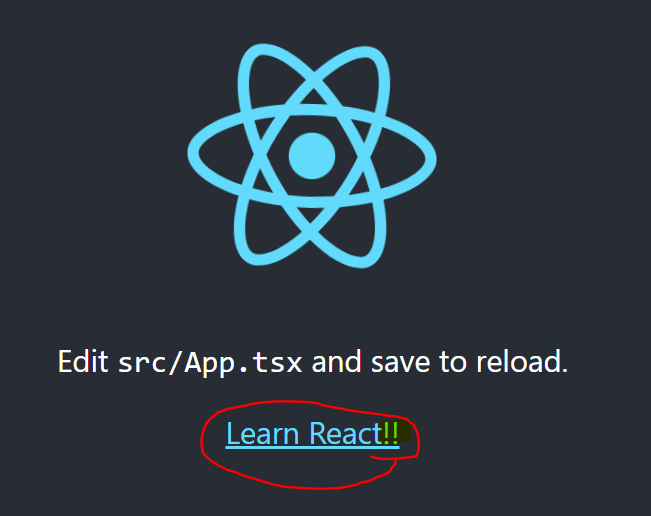 Edit src/App.tsx and save to reload.
Learn React!!